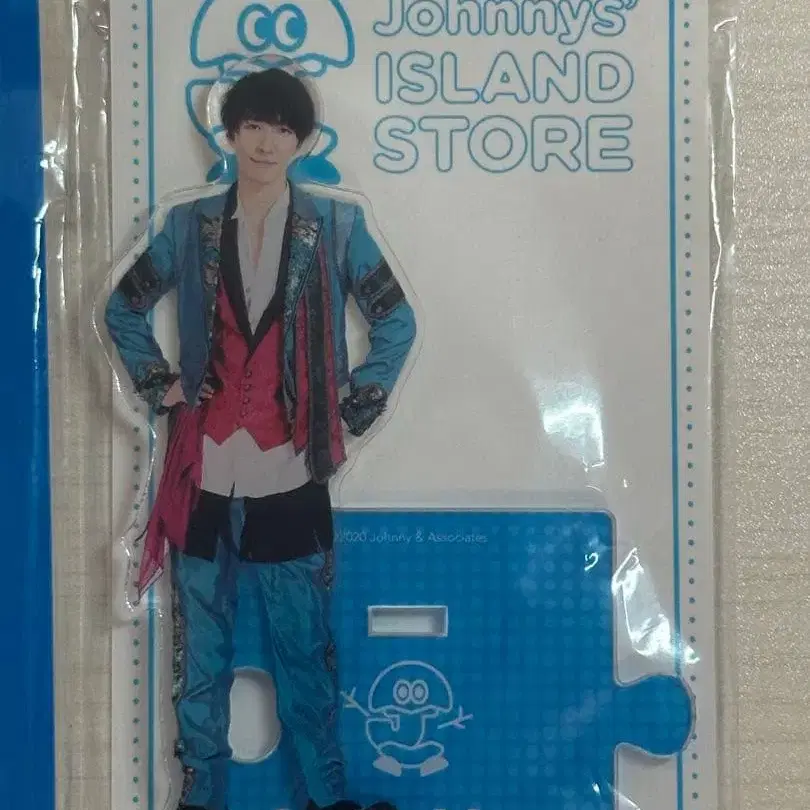 Johnnys'
ISLAND
STORE
©2020 Johnny & Associates